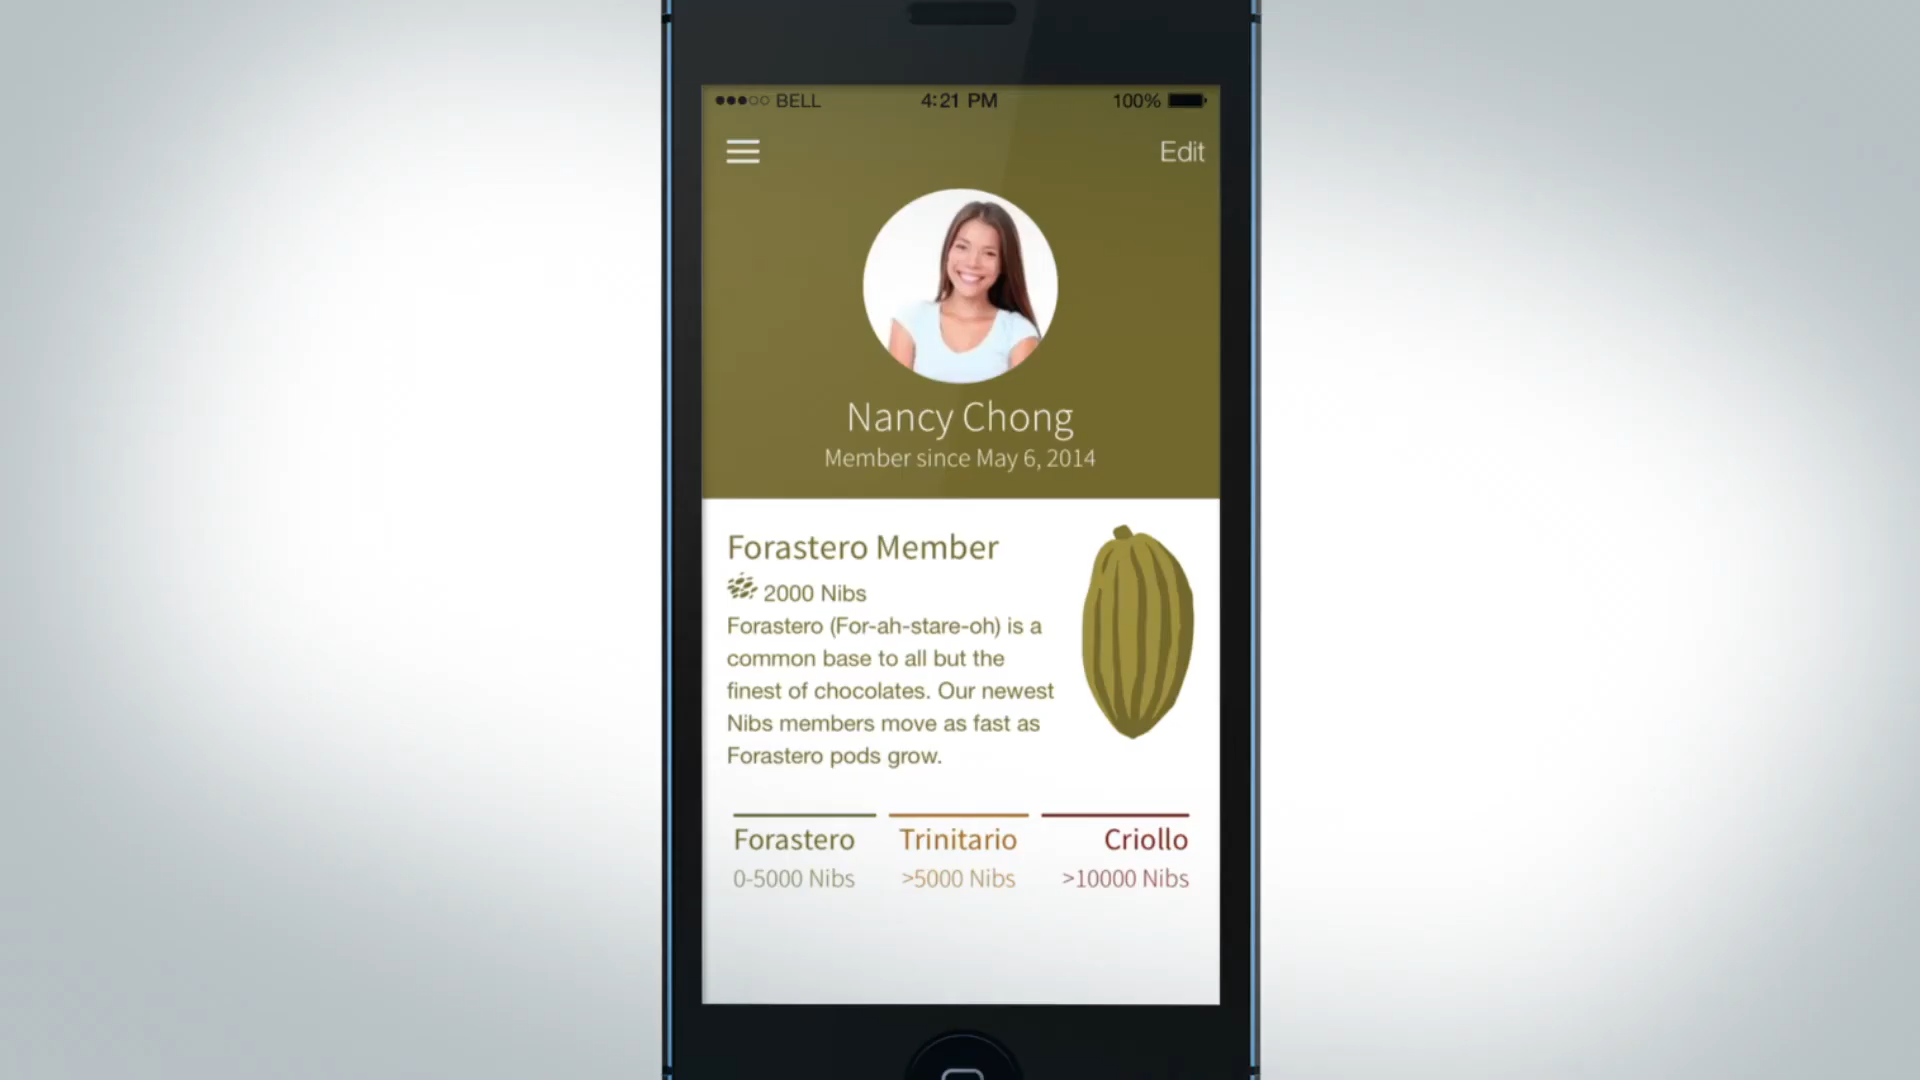 BELL 4:21 PM 100%
Edit
Nancy Chong
Member since May 6, 2014
Forastero Member
2000 Nibs
Forastero (For-ah-stare-oh) is a
common base to all but the
finest of chocolates. Our newest
Nibs members move as fast as
Forastero pods grow.
Forastero Trinitario Criollo
0-5000 Nibs >5000 Nibs >10000 Nibs